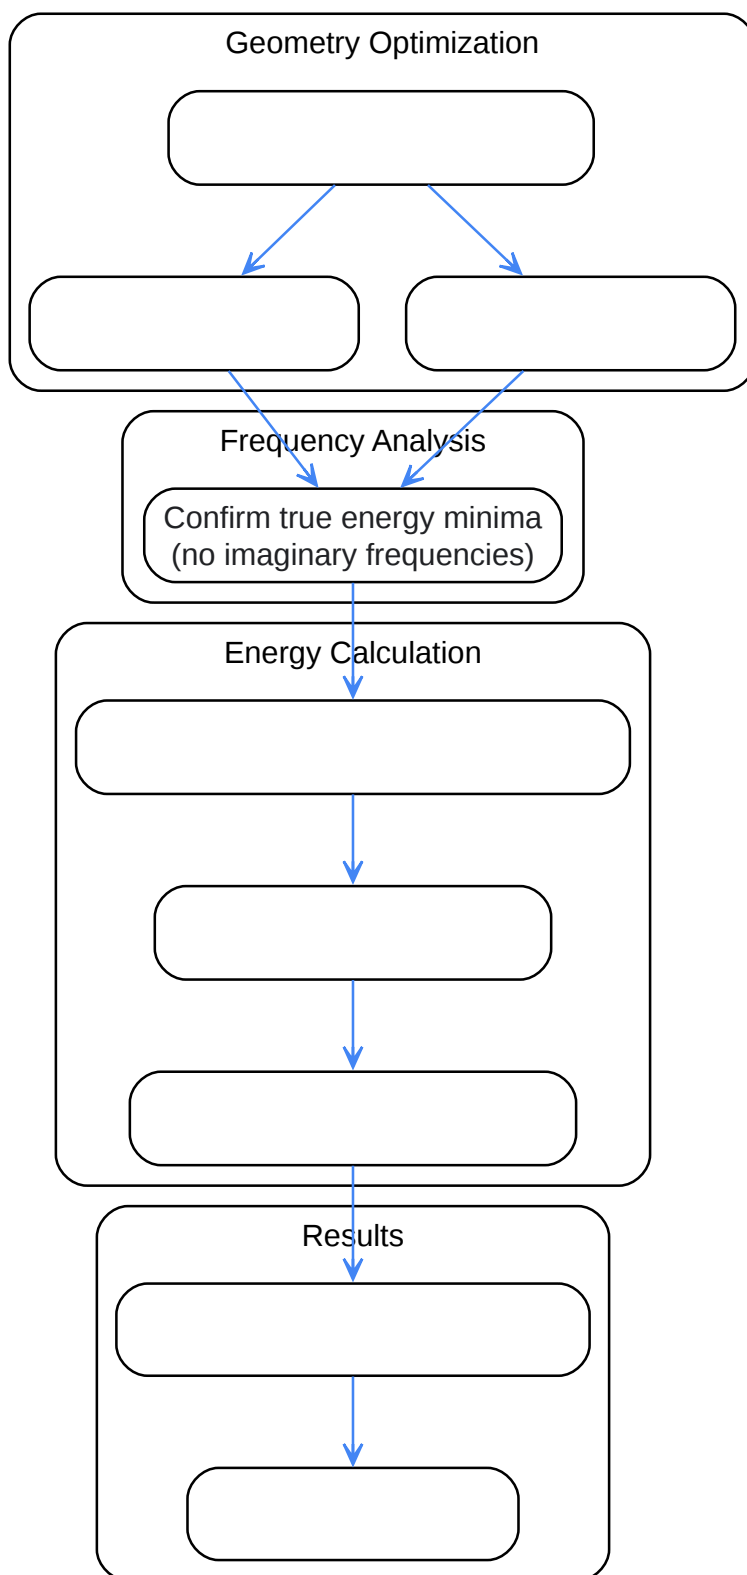 Geometry Optimization
Frequency Analysis
Confirm true energy minima
(no imaginary frequencies)
Energy Calculation
Results